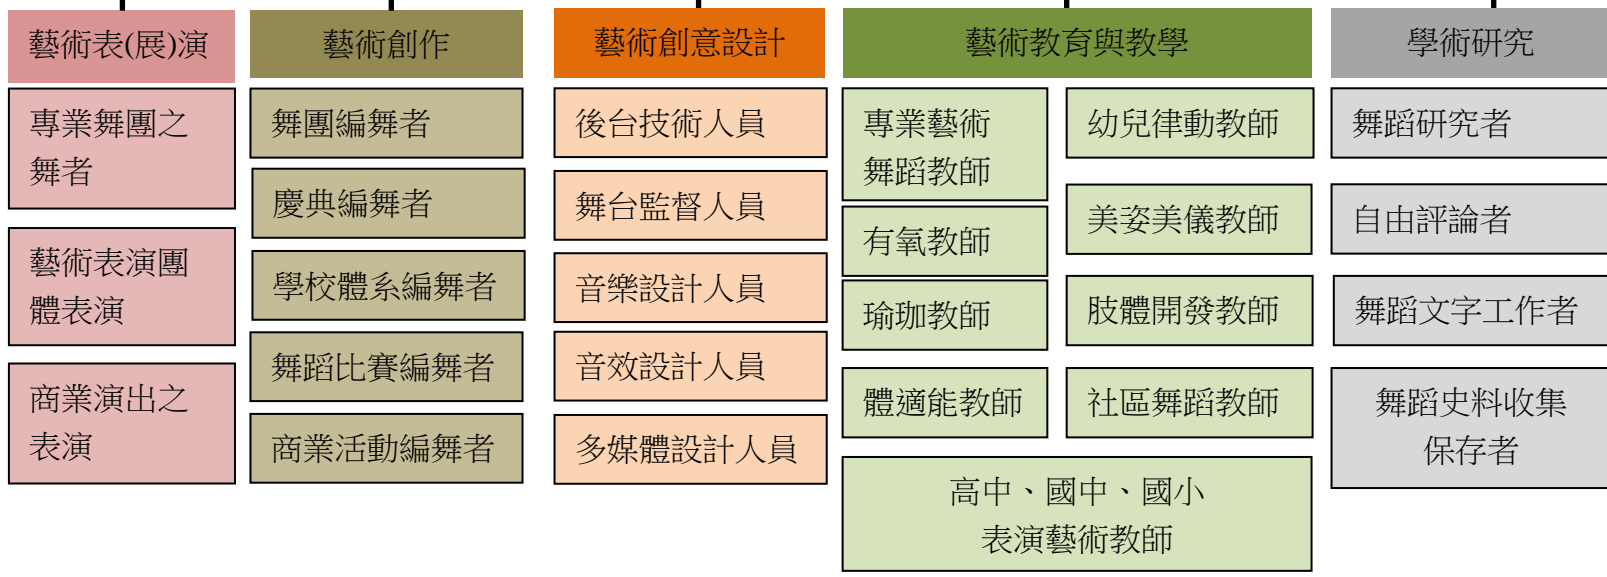 藝術表(展)演
專業舞團之
舞者
藝術表演團
體表演
商業演出之
表演
藝術創作
舞團編舞者
慶典編舞者
學校體系編舞者
舞蹈比賽編舞者
商業活動編舞者
藝術創意設計
後台技術人員
舞台監督人員
音樂設計人員
音效設計人員
多媒體設計人員
藝術教育與教學
專業藝術
舞蹈教師
有氧教師
瑜珈教師
體適能教師
幼兒律動教師
美姿美儀教師
肢體開發教師
社區舞蹈教師
高中、國中、國小
表演藝術教師
學術研究
舞蹈研究者
自由評論者
舞蹈文字工作者
舞蹈史料收集
保存者